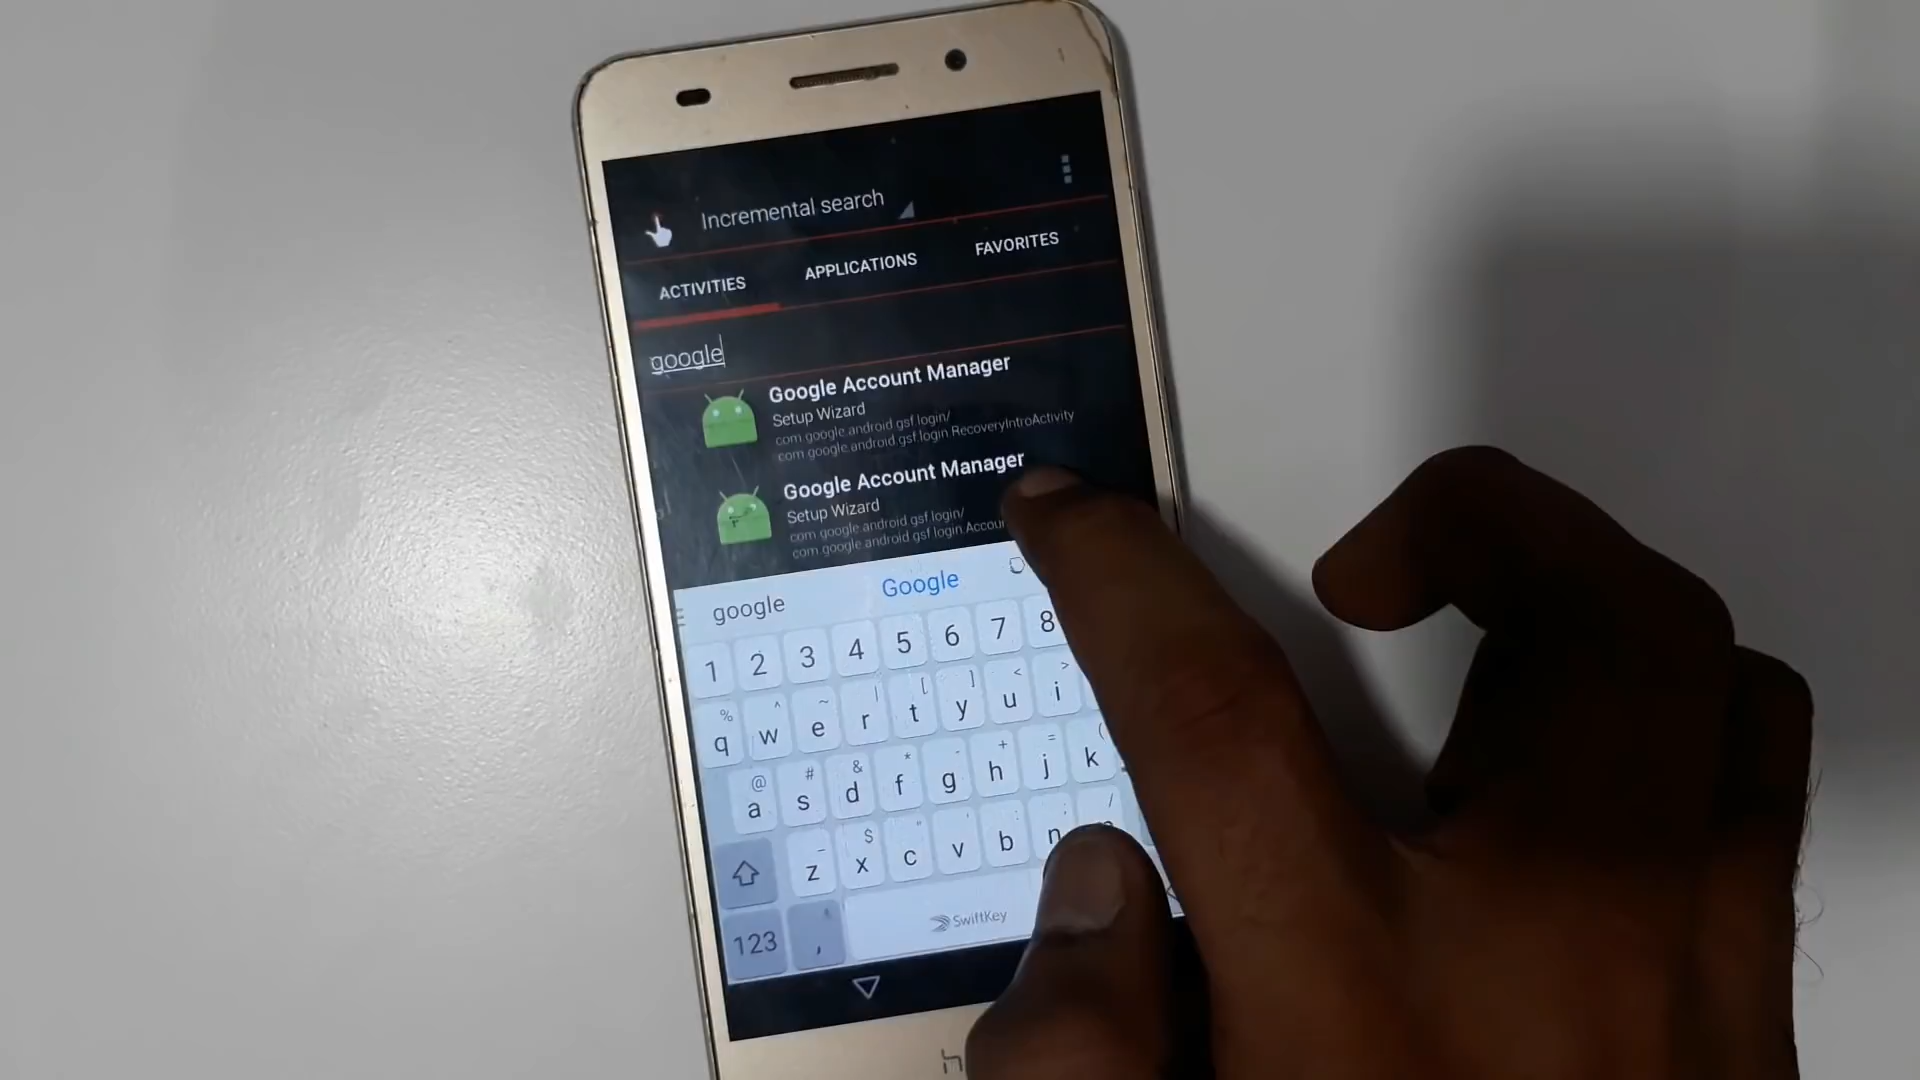 Incremental search
ACTIVITIES
APPLICATIONS
FAVORITES
google
Google Account Manager
Setup Wizard
com.google.android.gsf.login/
com.google.android.gsf.login.RecoveryIntroActivity
Google Account Manager
Setup Wizard
com.google.android.gsf.login/
google
Google
1 2 3 4 5 6 7 8
% ^ ~ | [ ] < >
q w e r t y u i
@ # & * - + = (
a s d f g h j k
_ $ " ' : ; /
z x c v b n
123 ,
SwiftKey